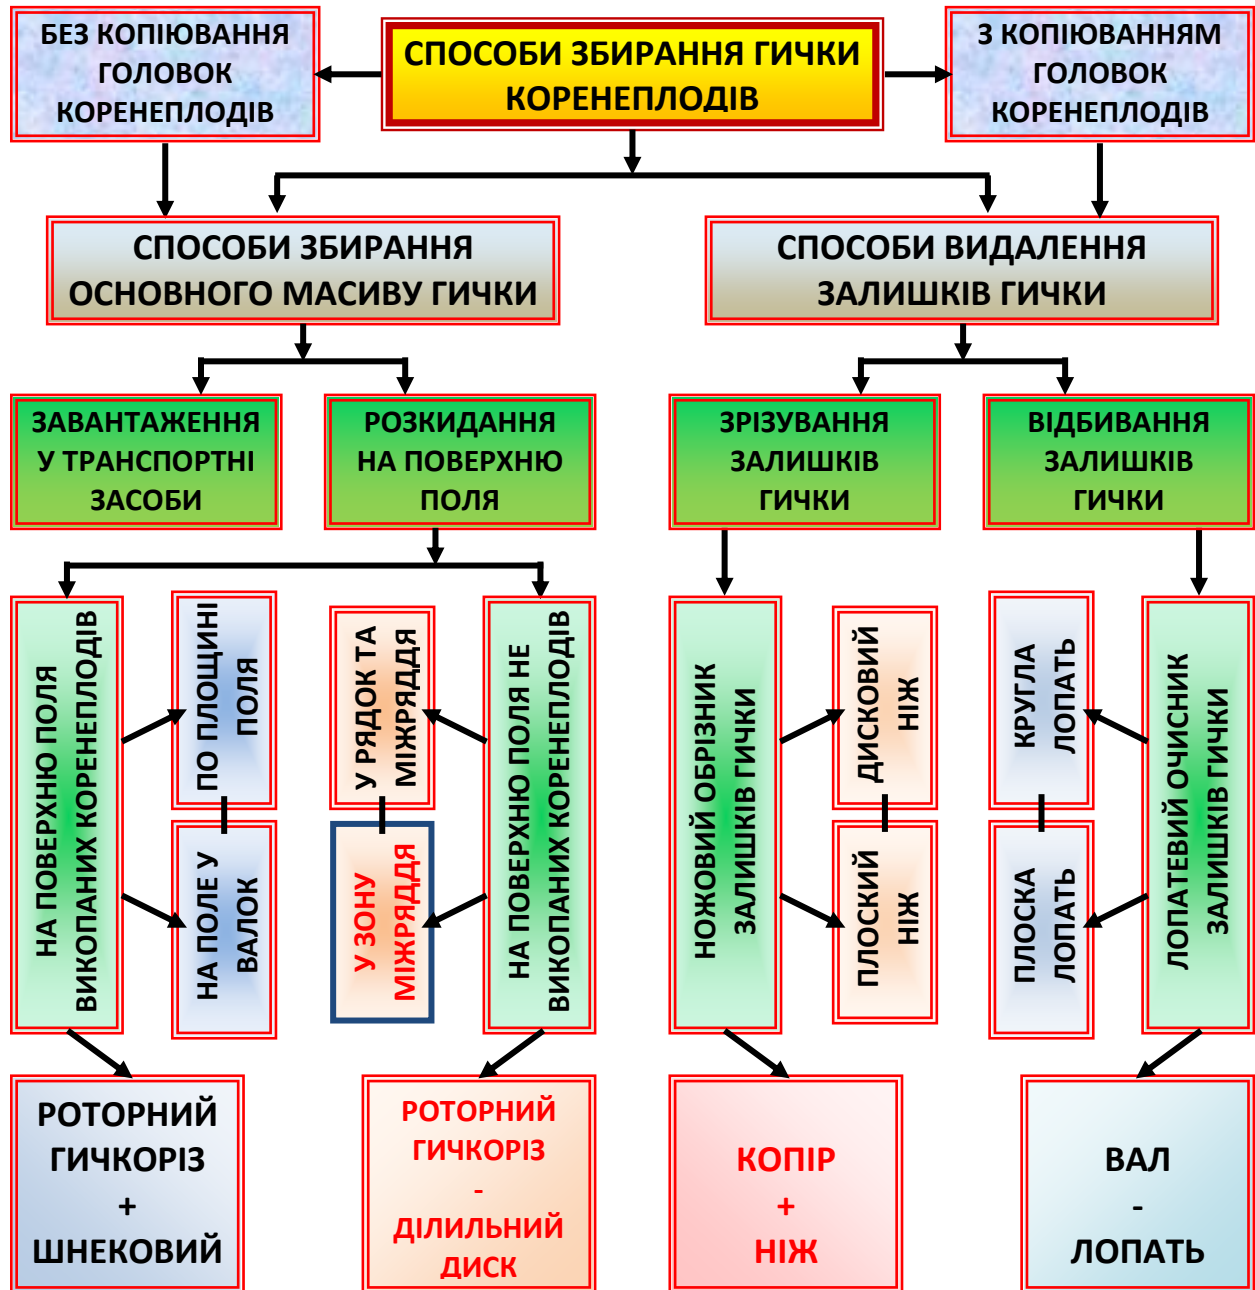 БЕЗ КОПІЮВАННЯ
ГОЛОВОК
КОРЕНЕПЛОДІВ
СПОСОБИ ЗБИРАННЯ ГИЧКИ
КОРЕНЕПЛОДІВ
З КОПІЮВАННЯМ
ГОЛОВОК
КОРЕНЕПЛОДІВ
СПОСОБИ ЗБИРАННЯ
ОСНОВНОГО МАСИВУ ГИЧКИ
СПОСОБИ ВИДАЛЕННЯ
ЗАЛИШКІВ ГИЧКИ
ЗАВАНТАЖЕННЯ
У ТРАНСПОРТНІ
ЗАСОБИ
РОЗКИДАННЯ
НА ПОВЕРХНЮ
ПОЛЯ
ЗРІЗУВАННЯ
ЗАЛИШКІВ
ГИЧКИ
ВІДБИВАННЯ
ЗАЛИШКІВ
ГИЧКИ
НА ПОВЕРХНЮ ПОЛЯ
ВИКОПАНИХ КОРЕНЕПЛОДІВ
ПО ПЛОЩИНІ
ПОЛЯ
НА ПОЛЕ У
ВАЛОК
У РЯДОК ТА
МІЖРЯДДЯ
У ЗОНУ
МІЖРЯДДЯ
НА ПОВЕРХНЮ ПОЛЯ НЕ
ВИКОПАНИХ КОРЕНЕПЛОДІВ
НОЖОВИЙ ОБРІЗНИК
ЗАЛИШКІВ ГИЧКИ
ДИСКОВИЙ
НІЖ
ПЛОСКИЙ
НІЖ
КРУГЛА
ЛОПАТЬ
ПЛОСКА
ЛОПАТЬ
ЛОПАТЕВИЙ ОЧИСНИК
ЗАЛИШКІВ ГИЧКИ
РОТОРНИЙ
ГИЧКОРІЗ
+
ШНЕКОВИЙ
РОТОРНИЙ
ГИЧКОРІЗ
-
ДІЛИЛЬНИЙ
ДИСК
КОПІР
+
НІЖ
ВАЛ
-
ЛОПАТЬ